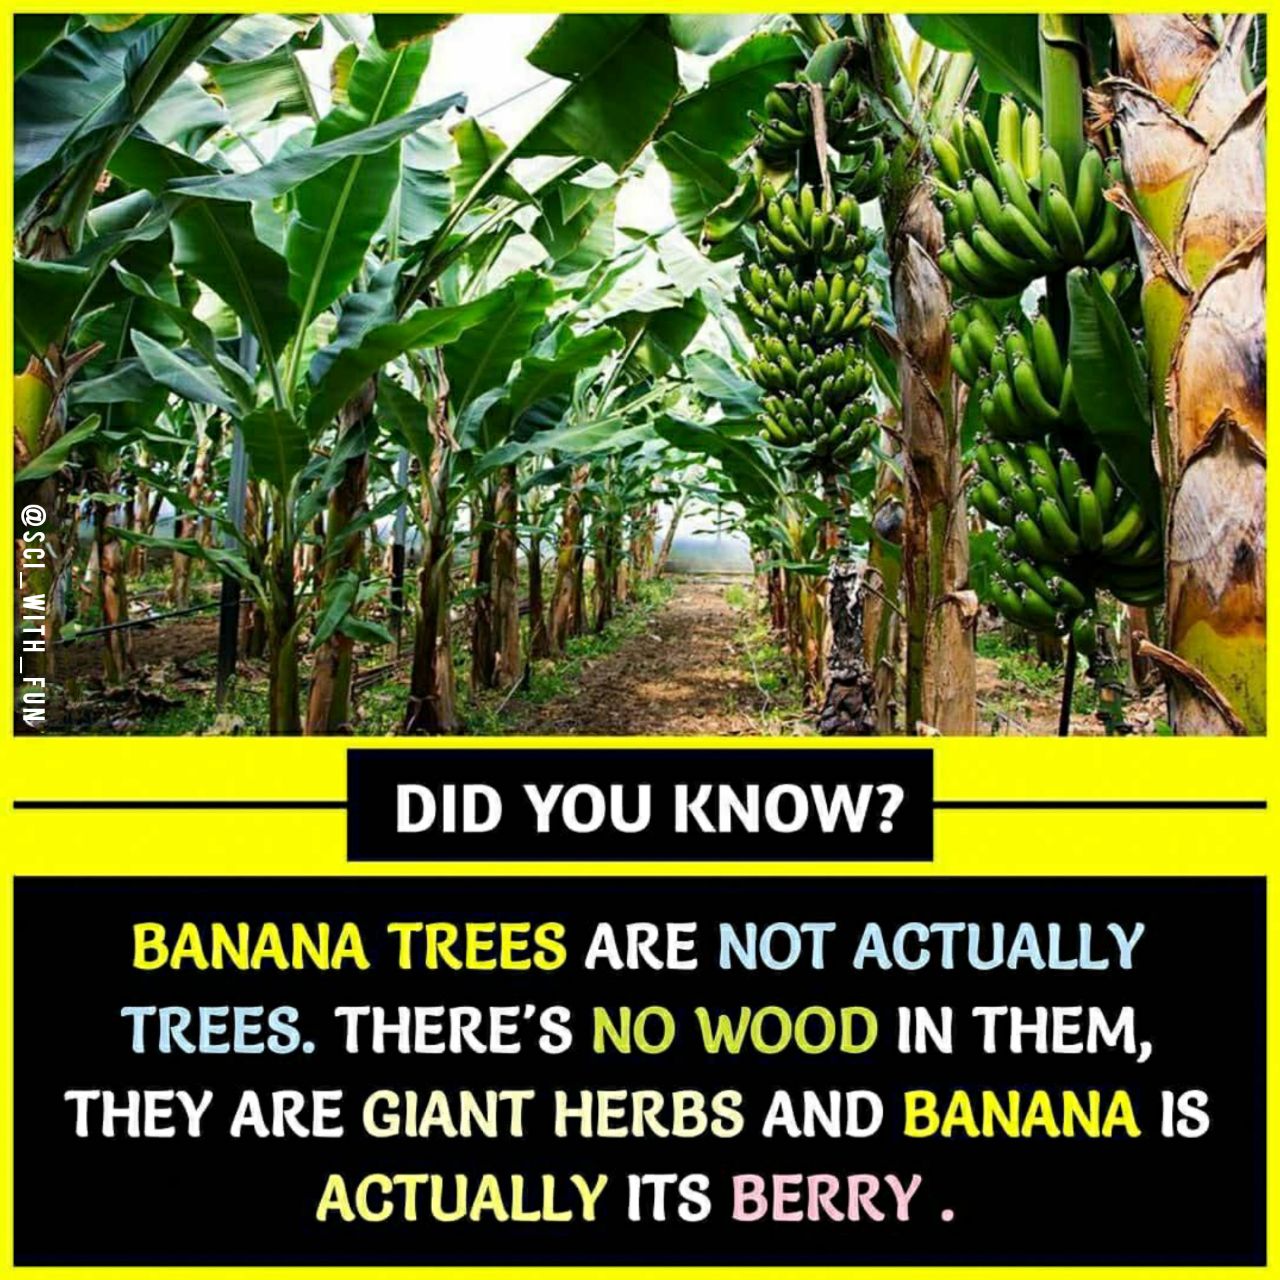 @SCI_WITH_FUN
DID YOU KNOW?
BANANA TREES ARE NOT ACTUALLY
TREES. THERE'S NO WOOD IN THEM,
THEY ARE GIANT HERBS AND BANANA IS
ACTUALLY ITS BERRY .